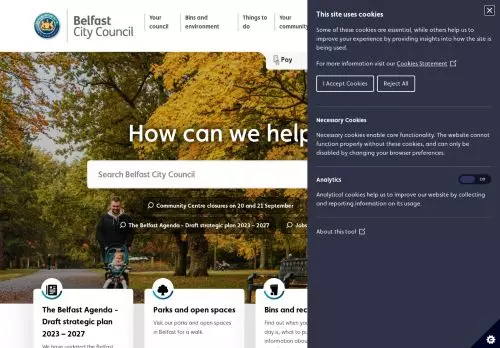 Belfast
City Council
Your
council
Bins and
environment
Things to
do
Your
community
Pay
How can we help
Search Belfast City Council
Community Centre closures on 20 and 21 September
The Belfast Agenda - Draft strategic plan 2023 - 2027
Jobs
The Belfast Agenda -
Draft strategic plan
2023 – 2027
We have updated the Belfast
Parks and open spaces
Visit our parks and open spaces
in Belfast for a walk.
Bins and rec
Find out when you
day is, what to pu
information about
This site uses cookies
Some of these cookies are essential, while others help us to
improve your experience by providing insights into how the site is
being used.
For more information visit our Cookies Statement
I Accept Cookies
Reject All
Necessary Cookies
Necessary cookies enable core functionality. The website cannot
function properly without these cookies, and can only be
disabled by changing your browser preferences.
Analytics
Off
Analytical cookies help us to improve our website by collecting
and reporting information on its usage.
About this tool